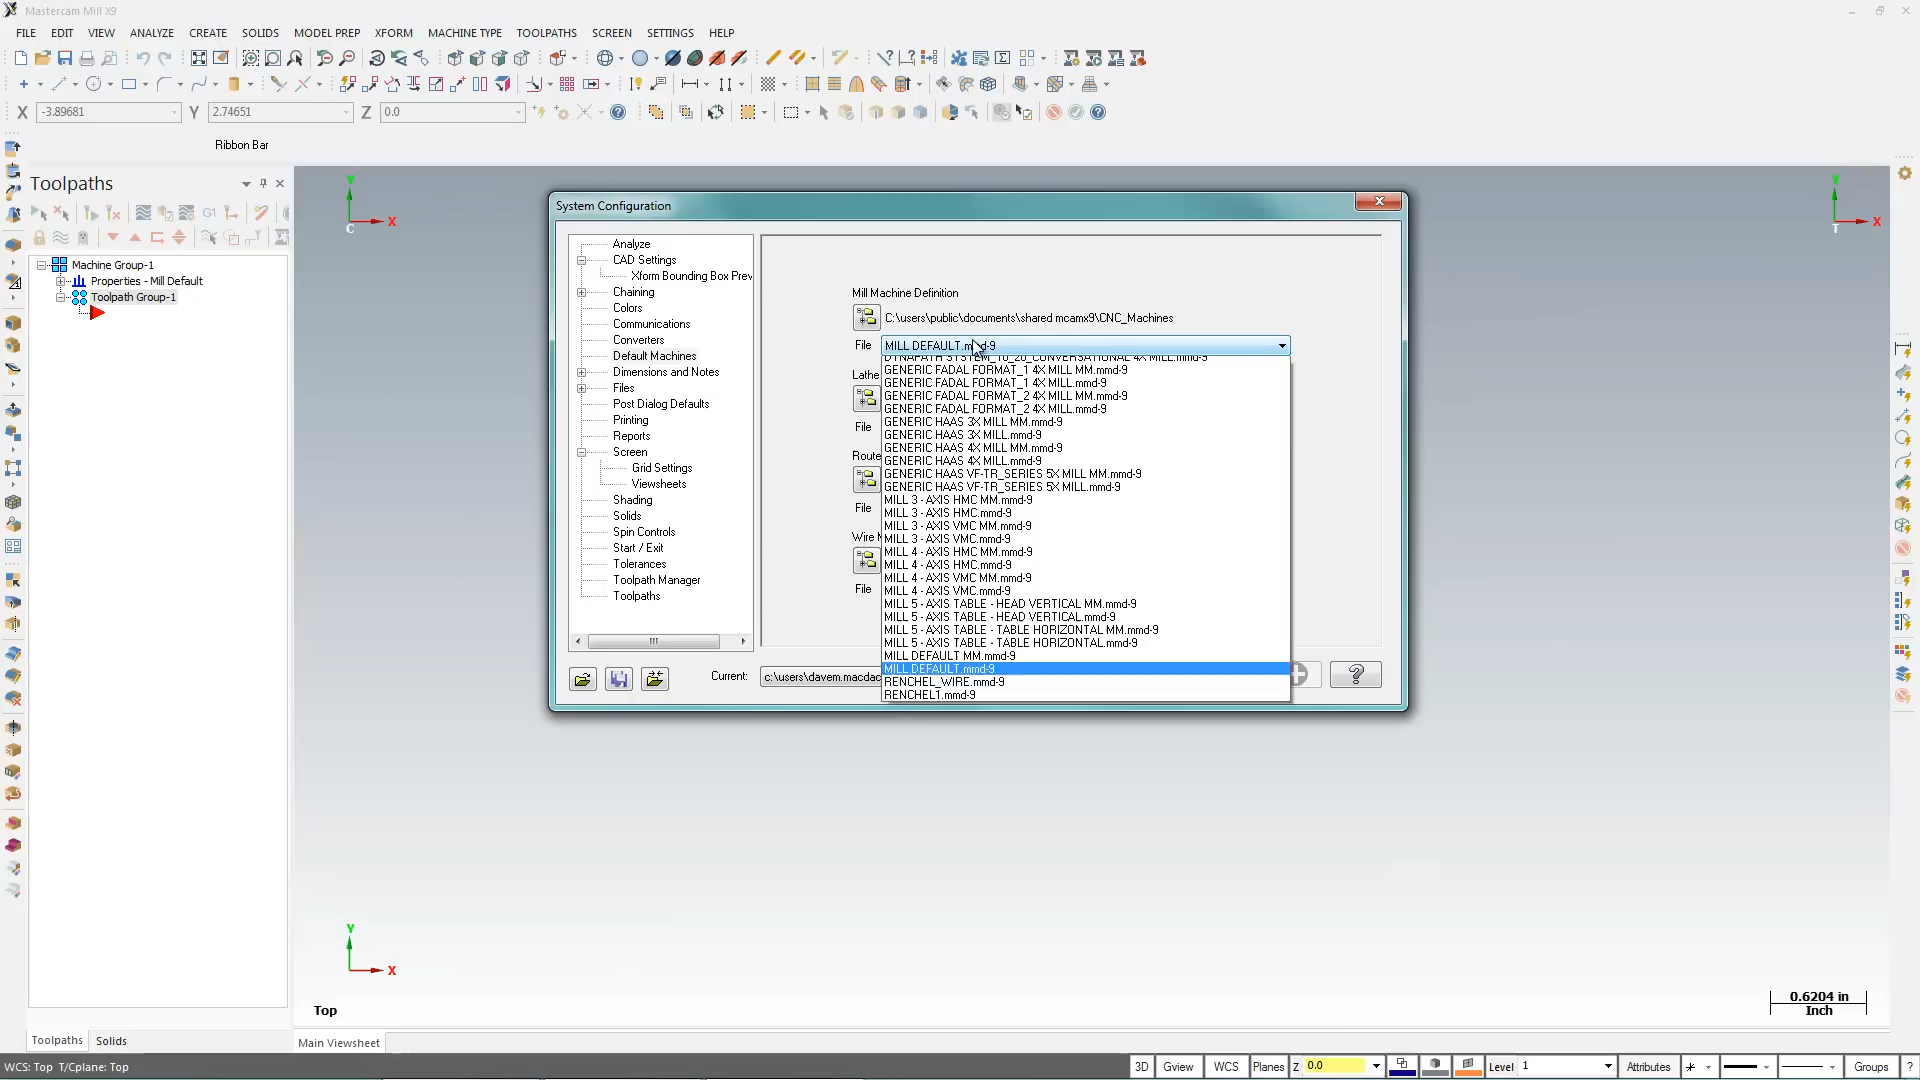 Mastercam Mill X9
FILE EDIT VIEW ANALYZE CREATE SOLIDS MODEL PREP XFORM MACHINE TYPE TOOLPATHS SCREEN SETTINGS HELP
X -3.89681 Y 2.74651 Z 0.0
Ribbon Bar
Toolpaths
G1
Machine Group-1
Properties - Mill Default
Toolpath Group-1
Y
X
C
Y
X
T
System Configuration
Analyze
CAD Settings
Xform Bounding Box Prev
Chaining
Colors
Communications
Converters
Default Machines
Dimensions and Notes
Files
Post Dialog Defaults
Printing
Reports
Screen
Grid Settings
Viewsheets
Shading
Solids
Spin Controls
Start / Exit
Tolerances
Toolpath Manager
Toolpaths
Mill Machine Definition
C:\users\public\documents\shared mcamx9\CNC_Machines
File MILL DEFAULT.mmd-9
Lathe
File
Route
File
Wire M
File
DYNAPATH SYSTEM_10_20_CONVERSATIONAL 4X MILL.mmd-9
GENERIC FADAL FORMAT_1 4X MILL MM.mmd-9
GENERIC FADAL FORMAT_1 4X MILL.mmd-9
GENERIC FADAL FORMAT_2 4X MILL MM.mmd-9
GENERIC FADAL FORMAT_2 4X MILL.mmd-9
GENERIC HAAS 3X MILL MM.mmd-9
GENERIC HAAS 3X MILL.mmd-9
GENERIC HAAS 4X MILL MM.mmd-9
GENERIC HAAS 4X MILL.mmd-9
GENERIC HAAS VF-TR_SERIES 5X MILL MM.mmd-9
GENERIC HAAS VF-TR_SERIES 5X MILL.mmd-9
MILL 3 - AXIS HMC MM.mmd-9
MILL 3 - AXIS HMC.mmd-9
MILL 3 - AXIS VMC MM.mmd-9
MILL 3 - AXIS VMC.mmd-9
MILL 4 - AXIS HMC MM.mmd-9
MILL 4 - AXIS HMC.mmd-9
MILL 4 - AXIS VMC MM.mmd-9
MILL 4 - AXIS VMC.mmd-9
MILL 5 - AXIS TABLE - HEAD VERTICAL MM.mmd-9
MILL 5 - AXIS TABLE - HEAD VERTICAL.mmd-9
MILL 5 - AXIS TABLE - TABLE HORIZONTAL MM.mmd-9
MILL 5 - AXIS TABLE - TABLE HORIZONTAL.mmd-9
MILL DEFAULT MM.mmd-9
MILL DEFAULT.mmd-9
RENCHEL_WIRE.mmd-9
RENCHEL1.mmd-9
Current: c:\users\davem.macdac
Y
X
Top
0.6204 in
Inch
Toolpaths Solids
Main Viewsheet
WCS: Top T/Cplane: Top
3D Gview WCS Planes Z 0.0 Level 1 Attributes Groups ?